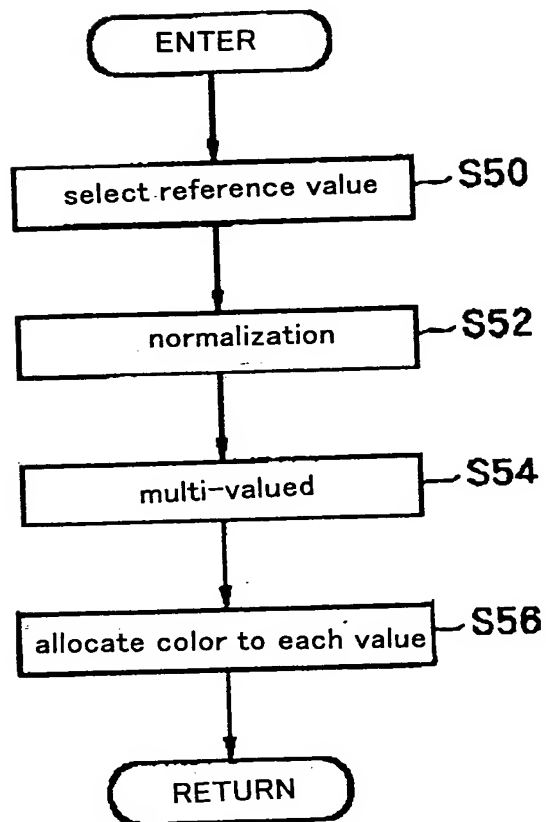 ENTER
select reference value
S50
normalization
S52
multi-valued
S54
allocate color to each value
S56
RETURN